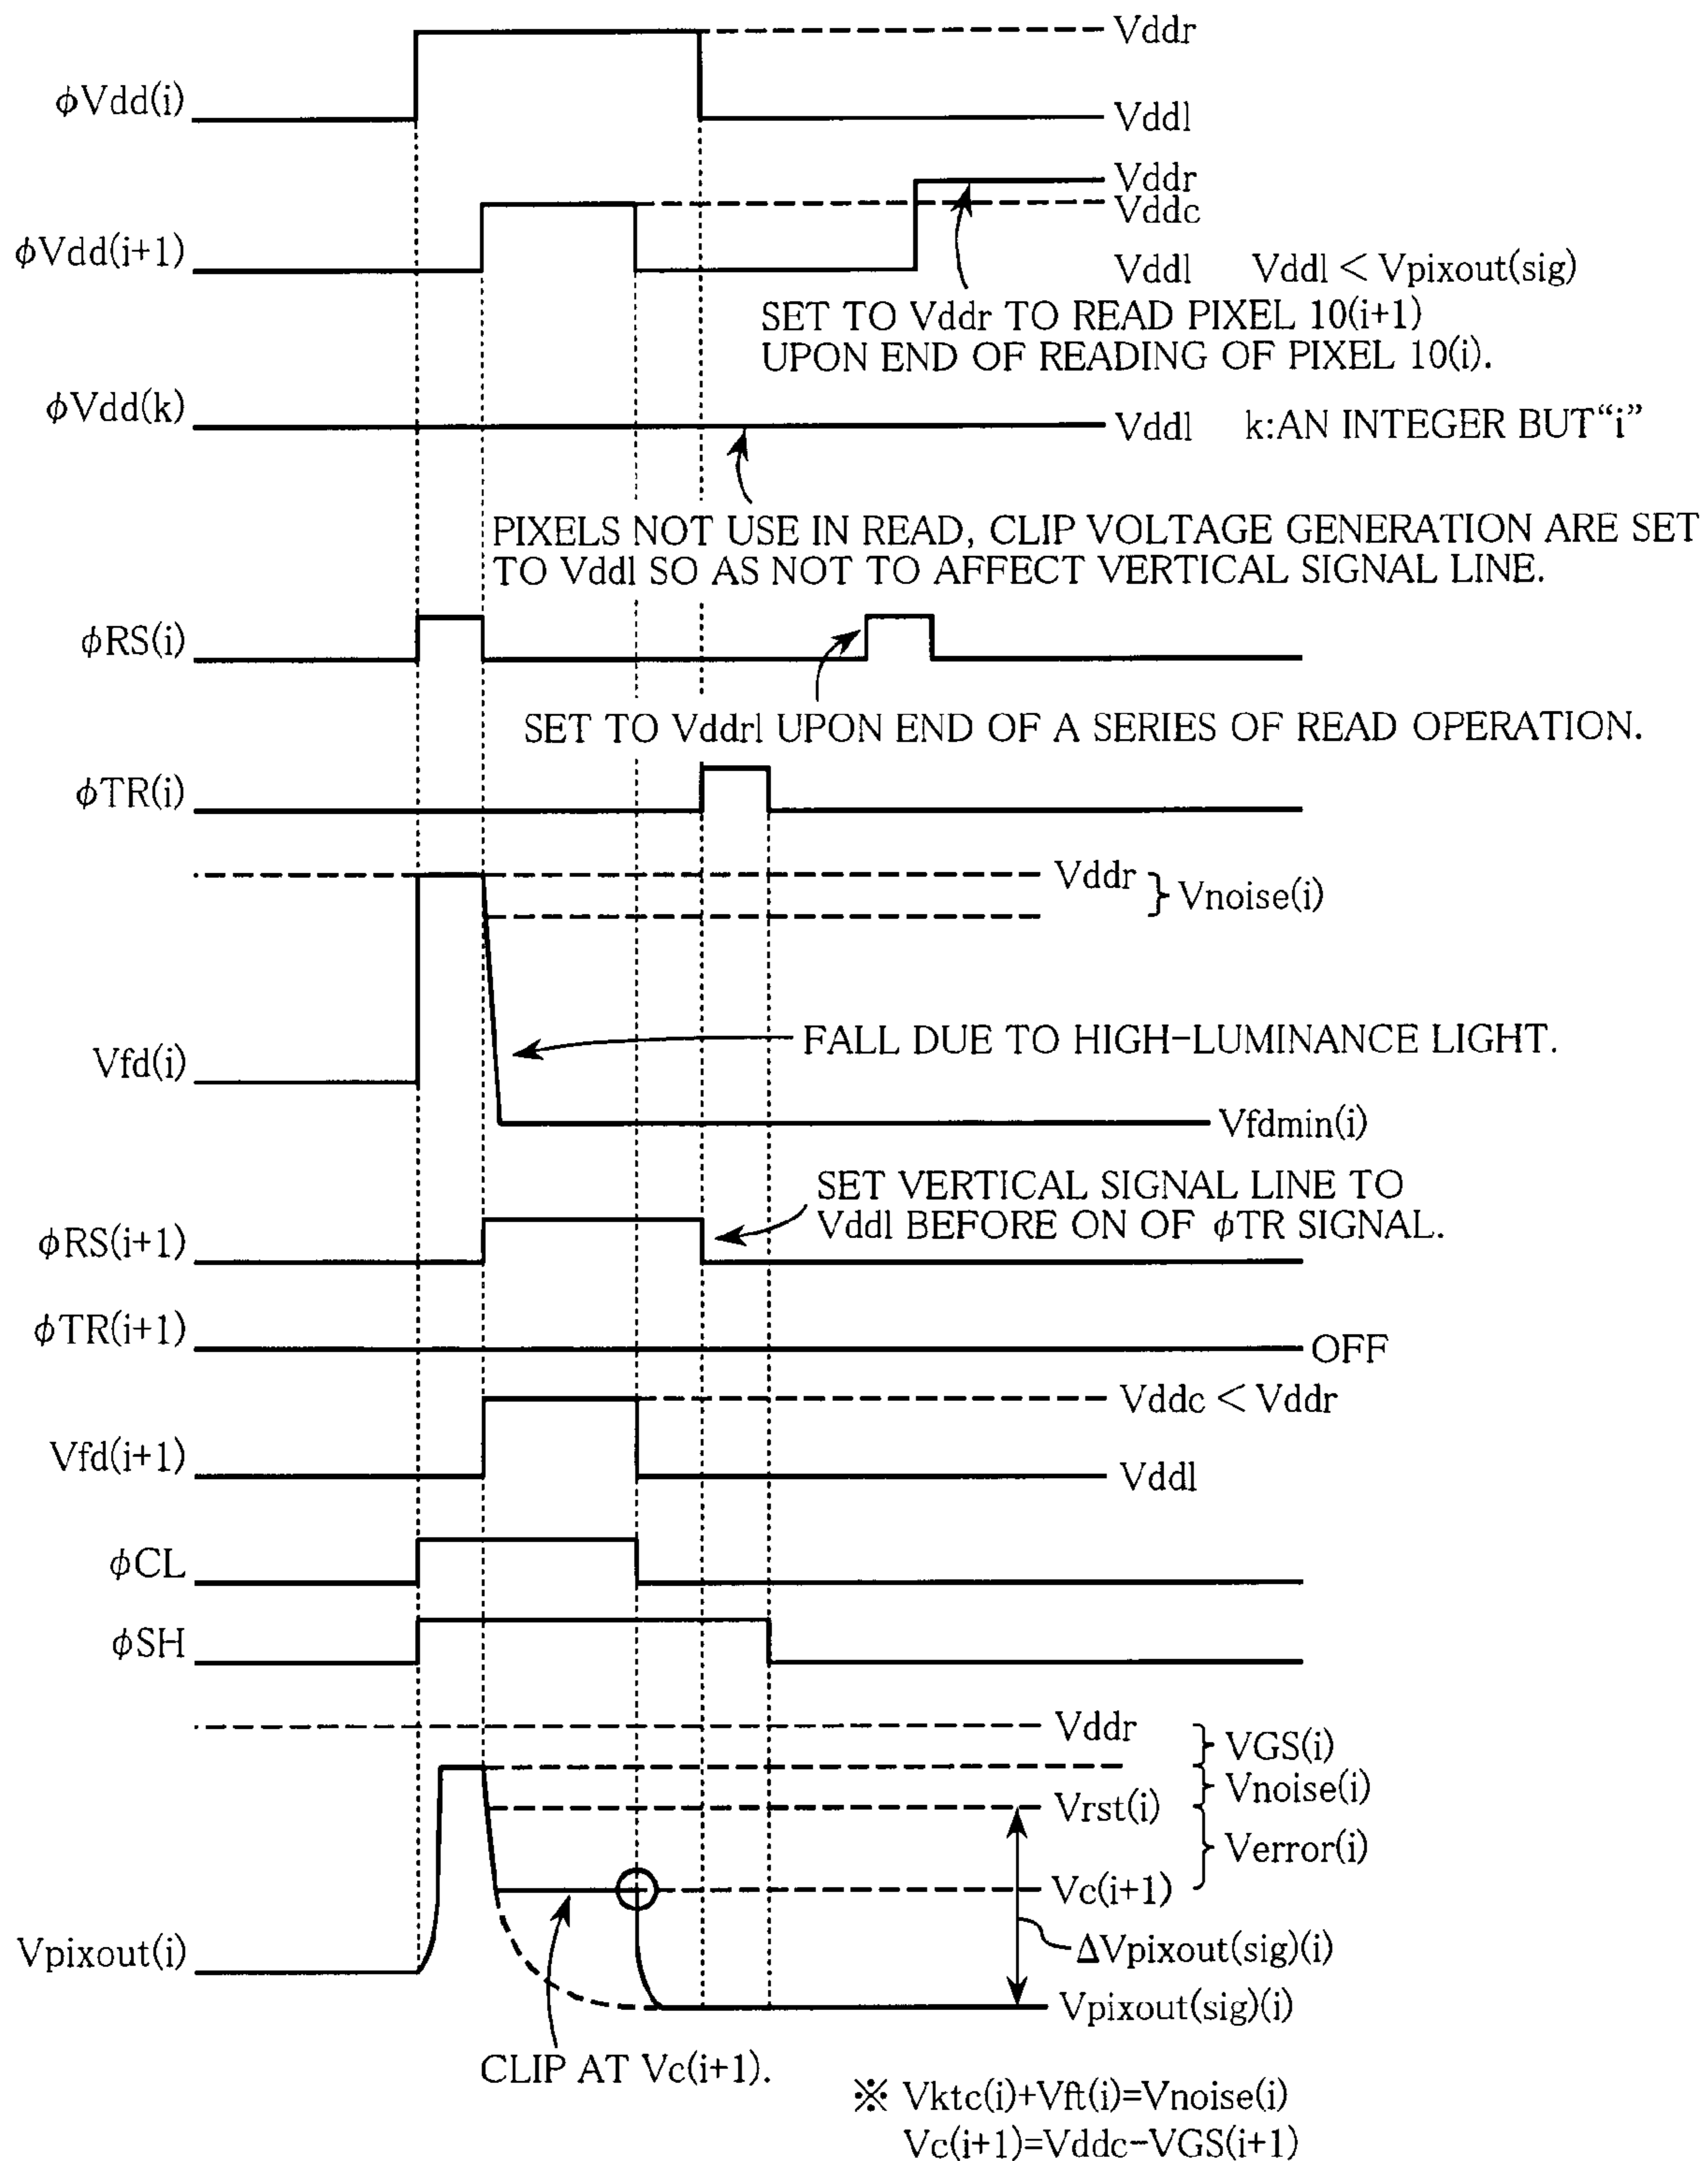 Vddr
ϕVdd(i)
Vddl
Vddr
Vddc
ϕVdd(i+1)
Vddl Vddl < Vpixout(sig)
SET TO Vddr TO READ PIXEL 10(i+1)
UPON END OF READING OF PIXEL 10(i).
ϕVdd(k)
Vddl k:AN INTEGER BUT“i”
PIXELS NOT USE IN READ, CLIP VOLTAGE GENERATION ARE SET
TO Vddl SO AS NOT TO AFFECT VERTICAL SIGNAL LINE.
ϕRS(i)
SET TO Vddrl UPON END OF A SERIES OF READ OPERATION.
ϕTR(i)
Vddr
Vnoise(i)
FALL DUE TO HIGH-LUMINANCE LIGHT.
Vfd(i)
Vfdmin(i)
SET VERTICAL SIGNAL LINE TO
Vddl BEFORE ON OF ϕTR SIGNAL.
ϕRS(i+1)
ϕTR(i+1)
OFF
Vddc < Vddr
Vfd(i+1)
Vddl
ϕCL
ϕSH
Vddr
VGS(i)
Vnoise(i)
Vrst(i)
Verror(i)
Vc(i+1)
Vpixout(i)
ΔVpixout(sig)(i)
Vpixout(sig)(i)
CLIP AT Vc(i+1).
※ Vktc(i)+Vft(i)=Vnoise(i)
Vc(i+1)=Vddc-VGS(i+1)